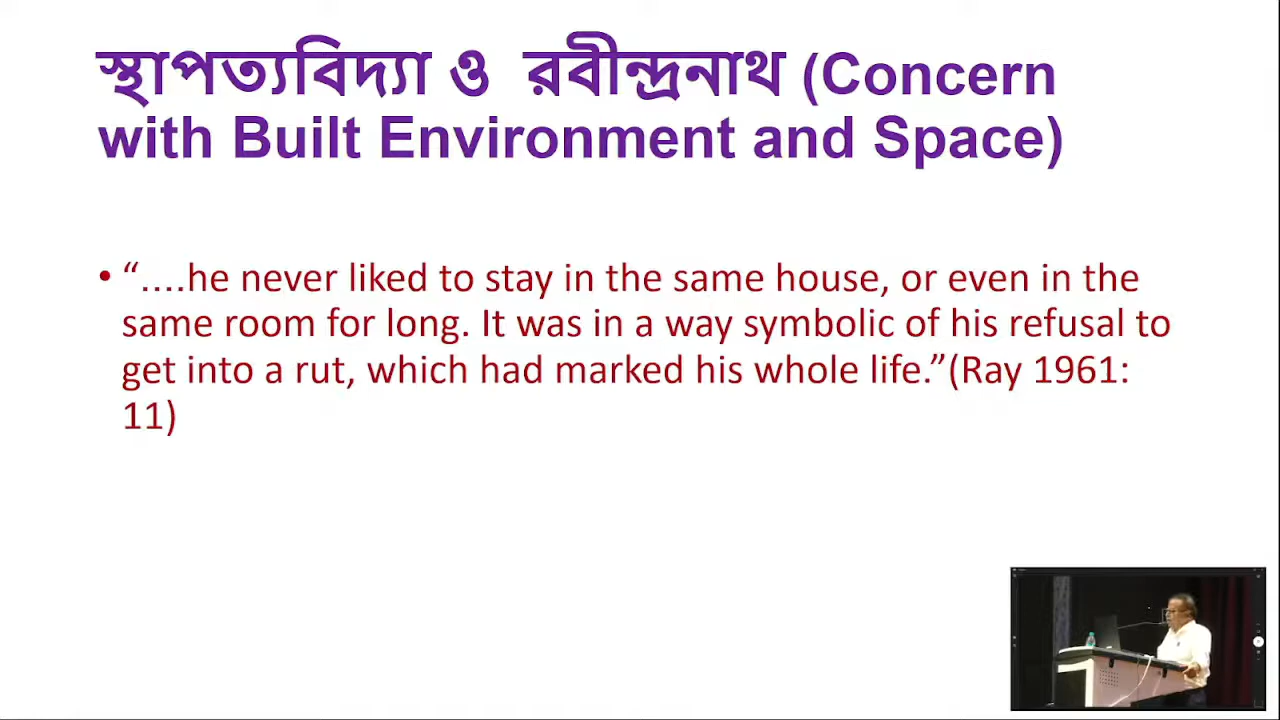 স্থাপত্যবিদ্যা ও রবীন্দ্রনাথ (Concern
with Built Environment and Space)
• “....he never liked to stay in the same house, or even in the
same room for long. It was in a way symbolic of his refusal to
get into a rut, which had marked his whole life.”(Ray 1961:
11)